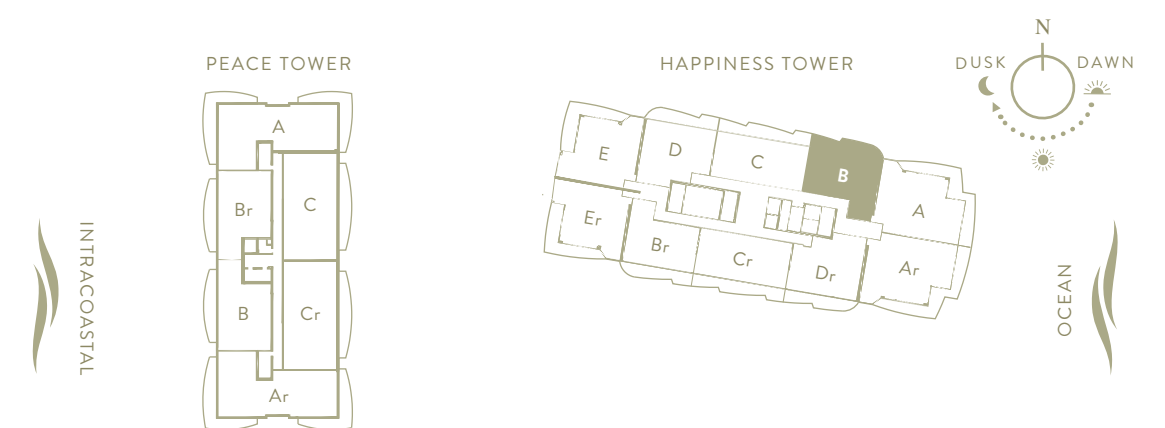 N
PEACE TOWER
HAPPINESS TOWER
DUSK
DAWN
A
Br
C
B
Cr
Ar
E
D
C
B
A
Er
Br
Cr
Dr
Ar
INTRACOASTAL
OCEAN